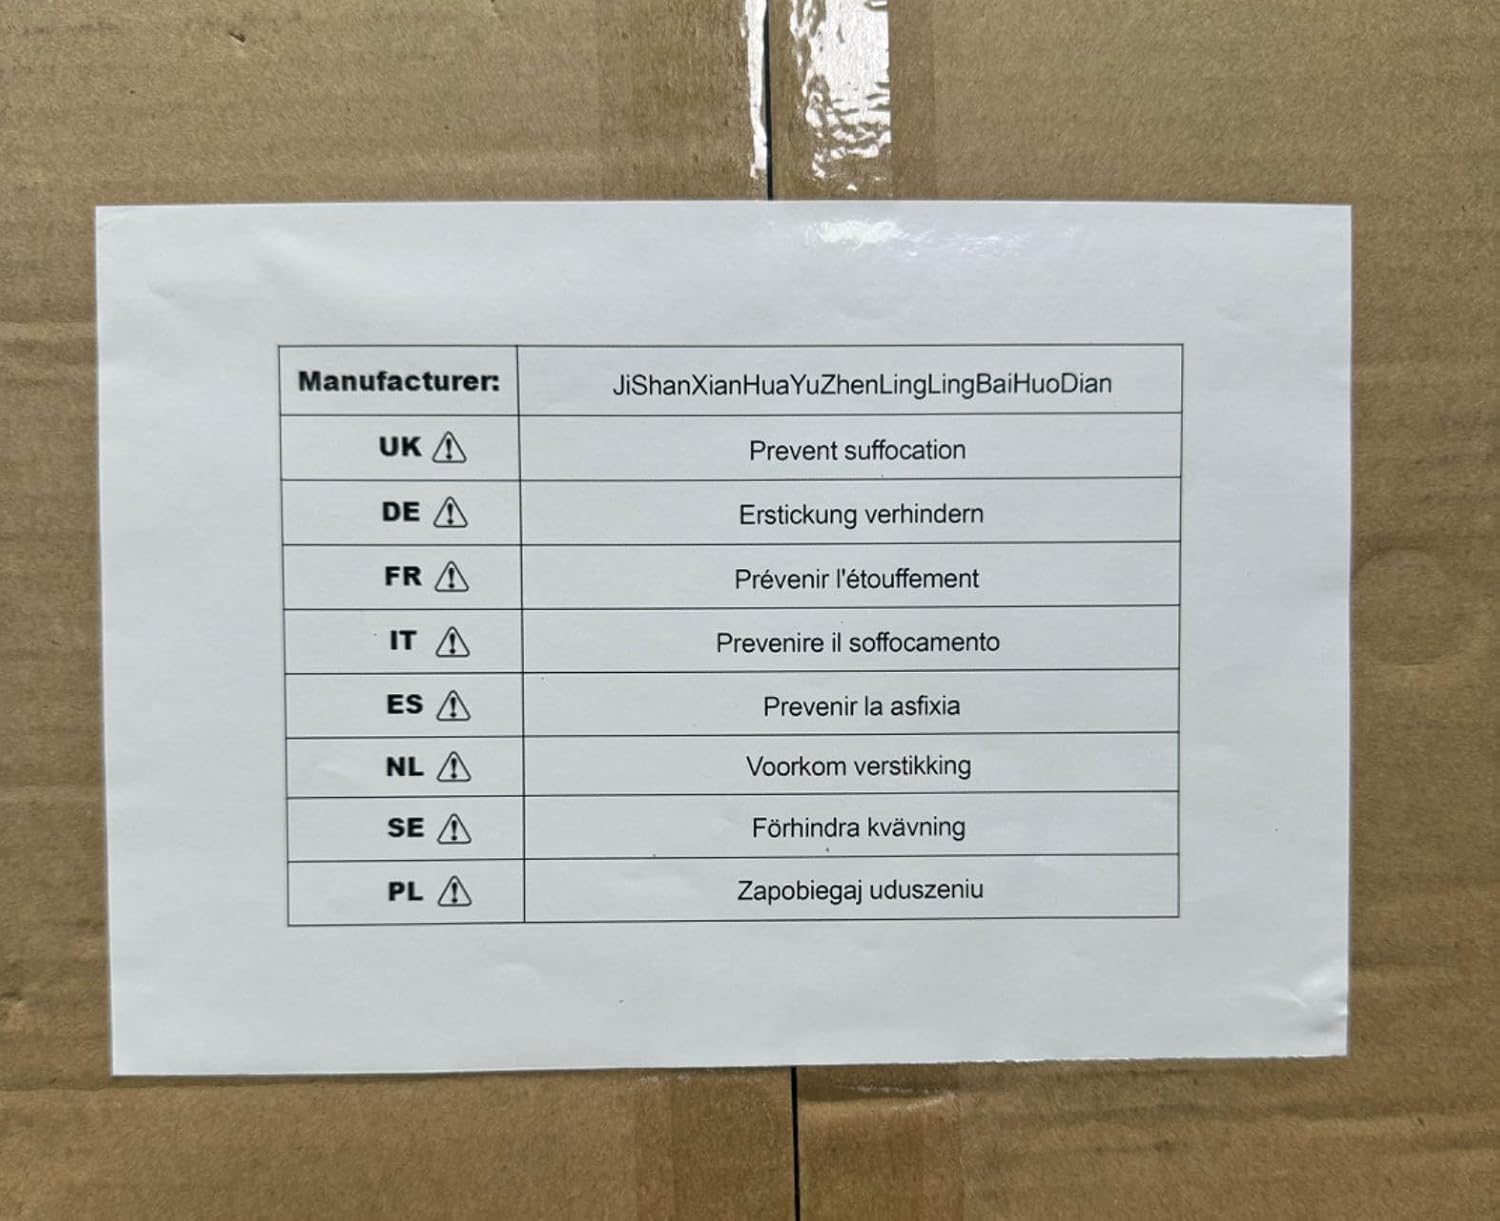 Manufacturer: JiShanXianHuaYuZhenLingLingBaiHuoDian
UK Prevent suffocation
DE Erstickung verhindern
FR Prévenir l'étouffement
IT Prevenire il soffocamento
ES Prevenir la asfixia
NL Voorkom verstikking
SE Förhindra kvävning
PL Zapobiegaj uduszeniu